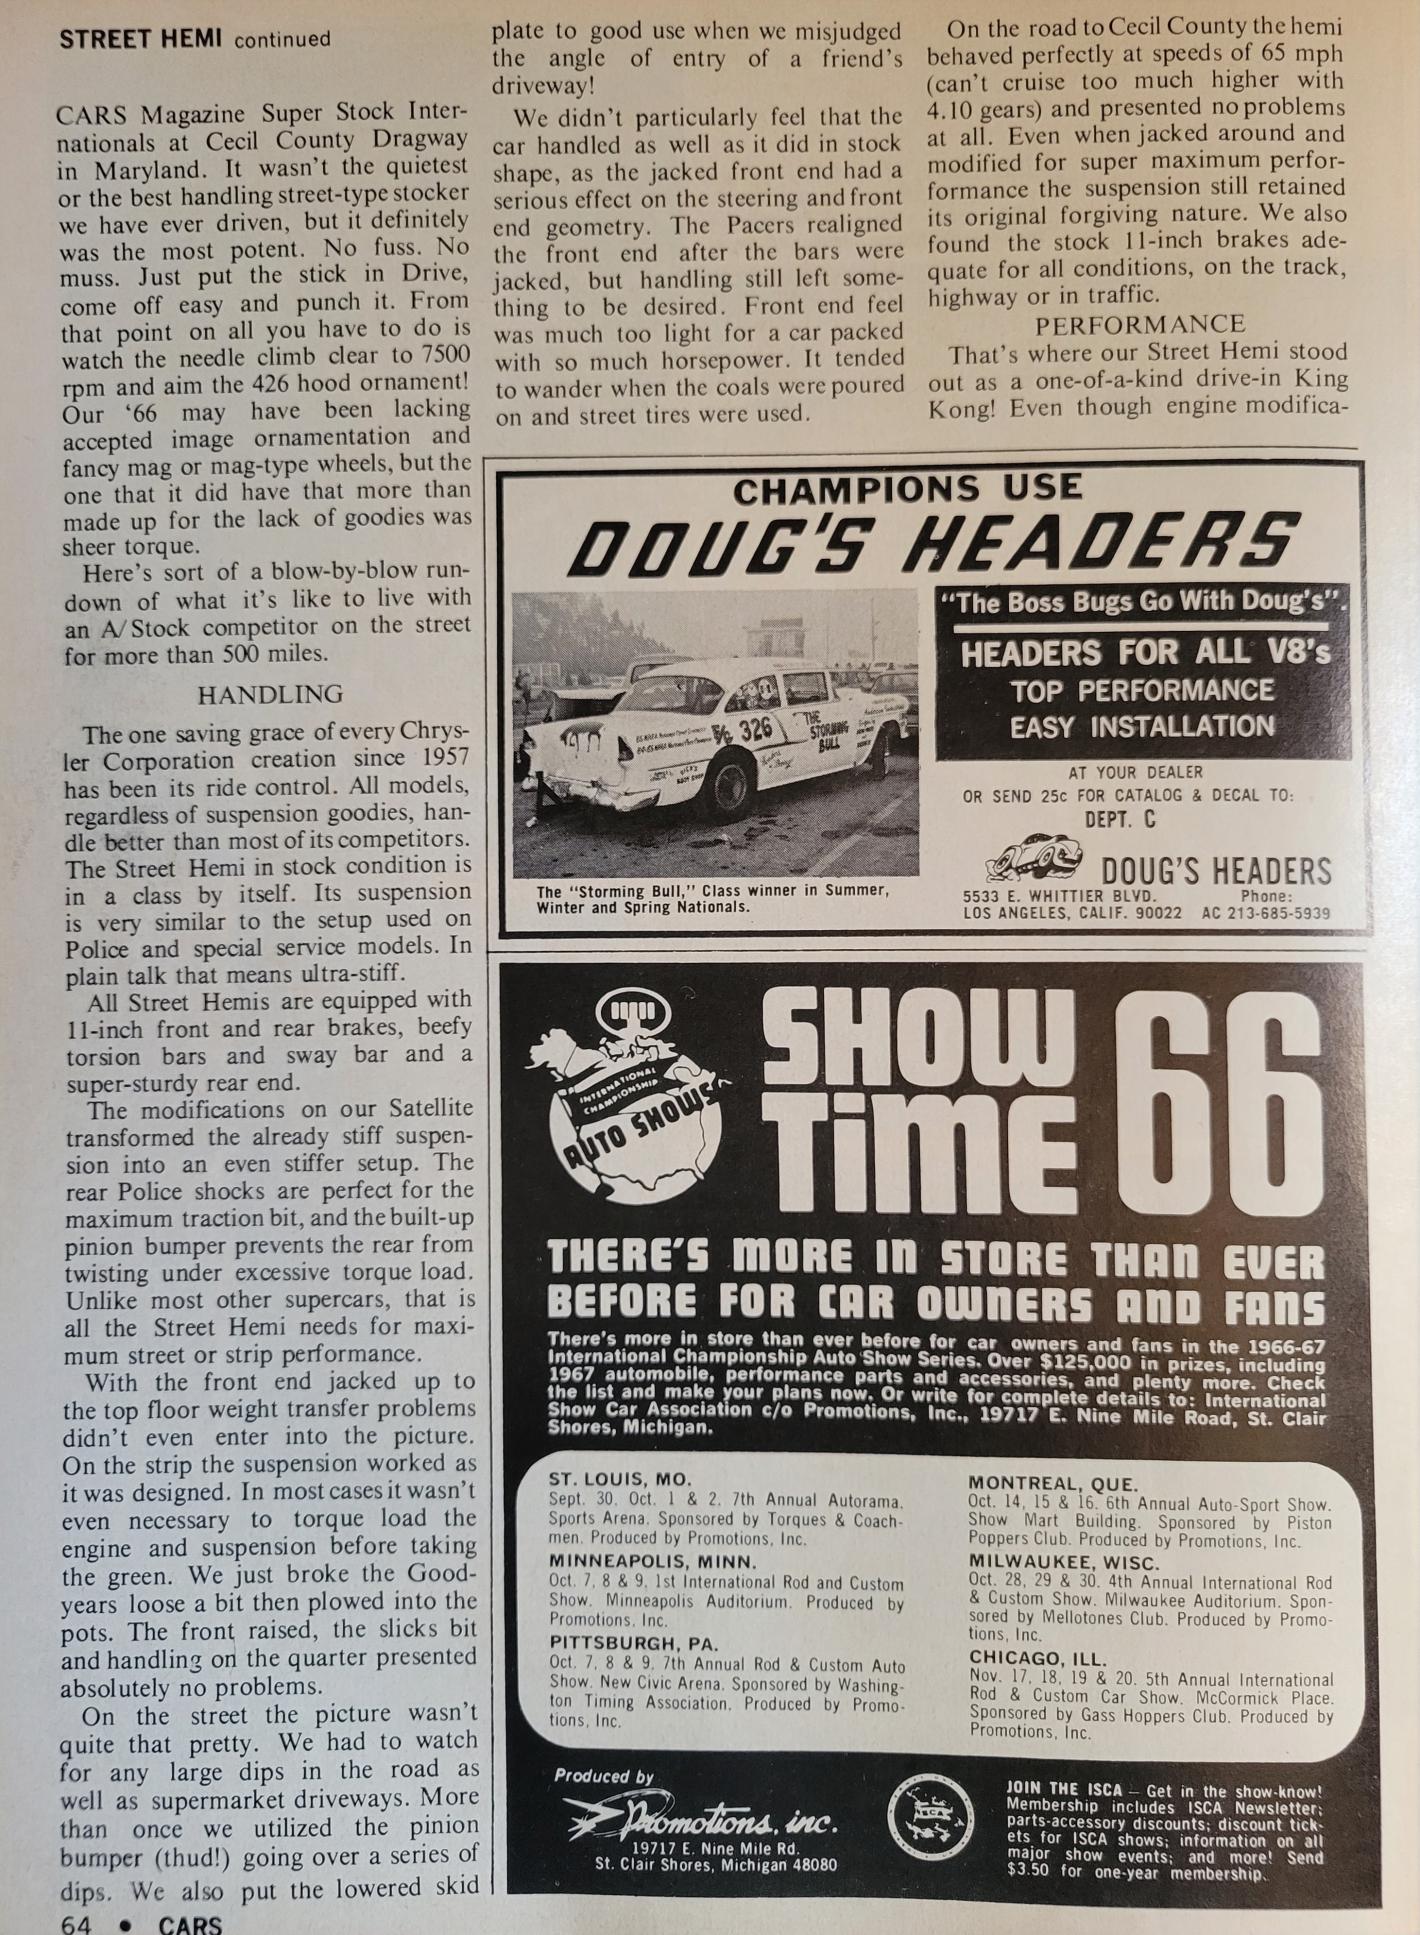 STREET HEMI continued
CARS Magazine Super Stock Inter-
nationals at Cecil County Dragway
in Maryland. It wasn't the quietest
or the best handling street-type stocker
we have ever driven, but it definitely
was the most potent. No fuss. No
muss. Just put the stick in Drive,
come off easy and punch it. From
that point on all you have to do is
watch the needle climb clear to 7500
rpm and aim the 426 hood ornament!
Our '66 may have been lacking
accepted image ornamentation and
fancy mag or mag-type wheels, but the
one that it did have that more than
made up for the lack of goodies was
sheer torque.
Here's sort of a blow-by-blow run-
down of what it's like to live with
an A/Stock competitor on the street
for more than 500 miles.
HANDLING
The one saving grace of every Chrys-
ler Corporation creation since 1957
has been its ride control. All models,
regardless of suspension goodies, han-
dle better than most of its competitors.
The Street Hemi in stock condition is
in a class by itself. Its suspension
is very similar to the setup used on
Police and special service models. In
plain talk that means ultra-stiff.
All Street Hemis are equipped with
11-inch front and rear brakes, beefy
torsion bars and sway bar and a
super-sturdy rear end.
The modifications on our Satellite
transformed the already stiff suspen-
sion into an even stiffer setup. The
rear Police shocks are perfect for the
maximum traction bit, and the built-up
pinion bumper prevents the rear from
twisting under excessive torque load.
Unlike most other supercars, that is
all the Street Hemi needs for maxi-
mum street or strip performance.
With the front end jacked up to
the top floor weight transfer problems
didn't even enter into the picture.
On the strip the suspension worked as
it was designed. In most cases it wasn't
even necessary to torque load the
engine and suspension before taking
the green. We just broke the Good-
years loose a bit then plowed into the
pots. The front raised, the slicks bit
and handling on the quarter presented
absolutely no problems.
On the street the picture wasn't
quite that pretty. We had to watch
for any large dips in the road as
well as supermarket driveways. More
than once we utilized the pinion
bumper (thud!) going over a series of
dips. We also put the lowered skid
64 • CARS
plate to good use when we misjudged
the angle of entry of a friend's
driveway!
We didn't particularly feel that the
car handled as well as it did in stock
shape, as the jacked front end had a
serious effect on the steering and front
end geometry. The Pacers realigned
the front end after the bars were
jacked, but handling still left some-
thing to be desired. Front end feel
was much too light for a car packed
with so much horsepower. It tended
to wander when the coals were poured
on and street tires were used.
On the road to Cecil County the hemi
behaved perfectly at speeds of 65 mph
(can't cruise too much higher with
4.10 gears) and presented no problems
at all. Even when jacked around and
modified for super maximum perfor-
formance the suspension still retained
its original forgiving nature. We also
found the stock 11-inch brakes ade-
quate for all conditions, on the track,
highway or in traffic.
PERFORMANCE
That's where our Street Hemi stood
out as a one-of-a-kind drive-in King
Kong! Even though engine modifica-
CHAMPIONS USE
DOUG'S HEADERS
326
THE
STORMING
BULL
The "Storming Bull," Class winner in Summer,
Winter and Spring Nationals.
"The Boss Bugs Go With Doug's".
HEADERS FOR ALL V8's
TOP PERFORMANCE
EASY INSTALLATION
AT YOUR DEALER
OR SEND 25c FOR CATALOG & DECAL TO:
DEPT. C
DOUG'S HEADERS
5533 E. WHITTIER BLVD. Phone:
LOS ANGELES, CALIF. 90022 AC 213-685-5939
INTERNATIONAL
CHAMPIONSHIP
AUTO SHOWS
SHOW
TiME
66
THERE'S MORE IN STORE THAN EVER
BEFORE FOR CAR OWNERS AND FANS
There's more in store than ever before for car owners and fans in the 1966-67
International Championship Auto Show Series. Over $125,000 in prizes, including
1967 automobile, performance parts and accessories, and plenty more. Check
the list and make your plans now. Or write for complete details to: International
Show Car Association c/o Promotions, Inc., 19717 E. Nine Mile Road, St. Clair
Shores, Michigan.
ST. LOUIS, MO.
Sept. 30, Oct. 1 & 2. 7th Annual Autorama.
Sports Arena. Sponsored by Torques & Coach-
men. Produced by Promotions, Inc.
MINNEAPOLIS, MINN.
Oct. 7, 8 & 9. 1st International Rod and Custom
Show. Minneapolis Auditorium. Produced by
Promotions, Inc.
PITTSBURGH, PA.
Oct. 7, 8 & 9. 7th Annual Rod & Custom Auto
Show. New Civic Arena. Sponsored by Washing-
ton Timing Association. Produced by Promo-
tions, Inc.
MONTREAL, QUE.
Oct. 14, 15 & 16. 6th Annual Auto-Sport Show.
Show Mart Building. Sponsored by Piston
Poppers Club. Produced by Promotions, Inc.
MILWAUKEE, WISC.
Oct. 28, 29 & 30. 4th Annual International Rod
& Custom Show. Milwaukee Auditorium. Spon-
sored by Mellotones Club. Produced by Promo-
tions, Inc.
CHICAGO, ILL.
Nov. 17, 18, 19 & 20. 5th Annual International
Rod & Custom Car Show. McCormick Place.
Sponsored by Gass Hoppers Club. Produced by
Promotions, Inc.
Produced by
Promotions, inc.
19717 E. Nine Mile Rd.
St. Clair Shores, Michigan 48080
ISCA
JOIN THE ISCA — Get in the show-know!
Membership includes ISCA Newsletter;
parts-accessory discounts; discount tick-
ets for ISCA shows; information on all
major show events; and more! Send
$3.50 for one-year membership.